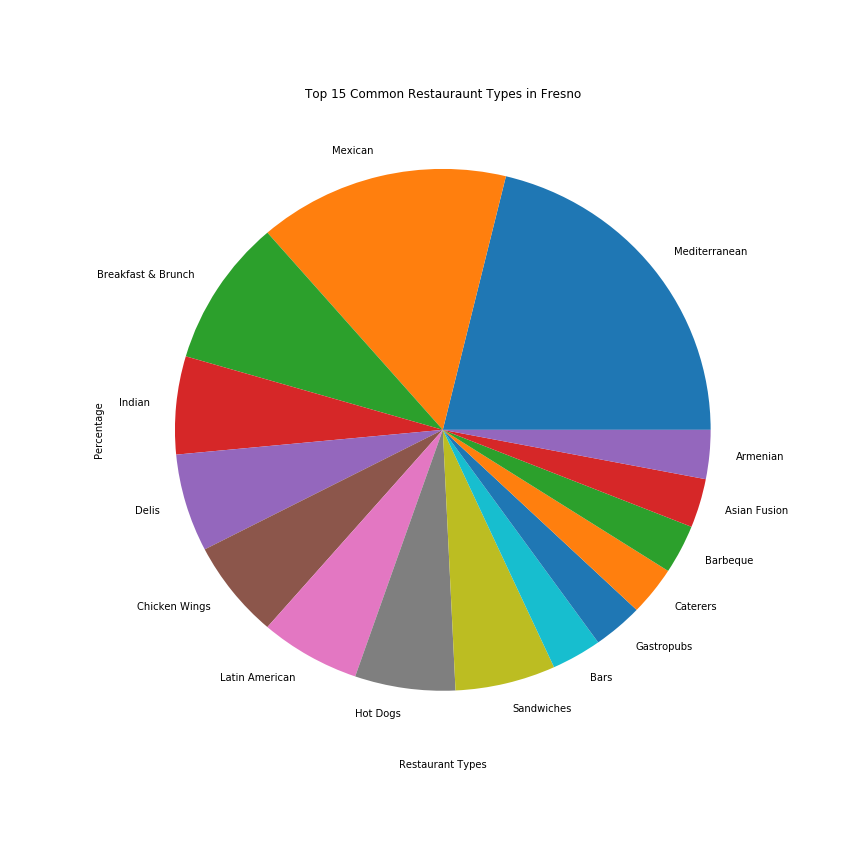 Top 15 Common Restauraunt Types in Fresno
Mexican
Mediterranean
Breakfast & Brunch
Indian
Percentage
Armenian
Delis
Asian Fusion
Barbeque
Chicken Wings
Caterers
Gastropubs
Latin American
Bars
Hot Dogs
Sandwiches
Restaurant Types